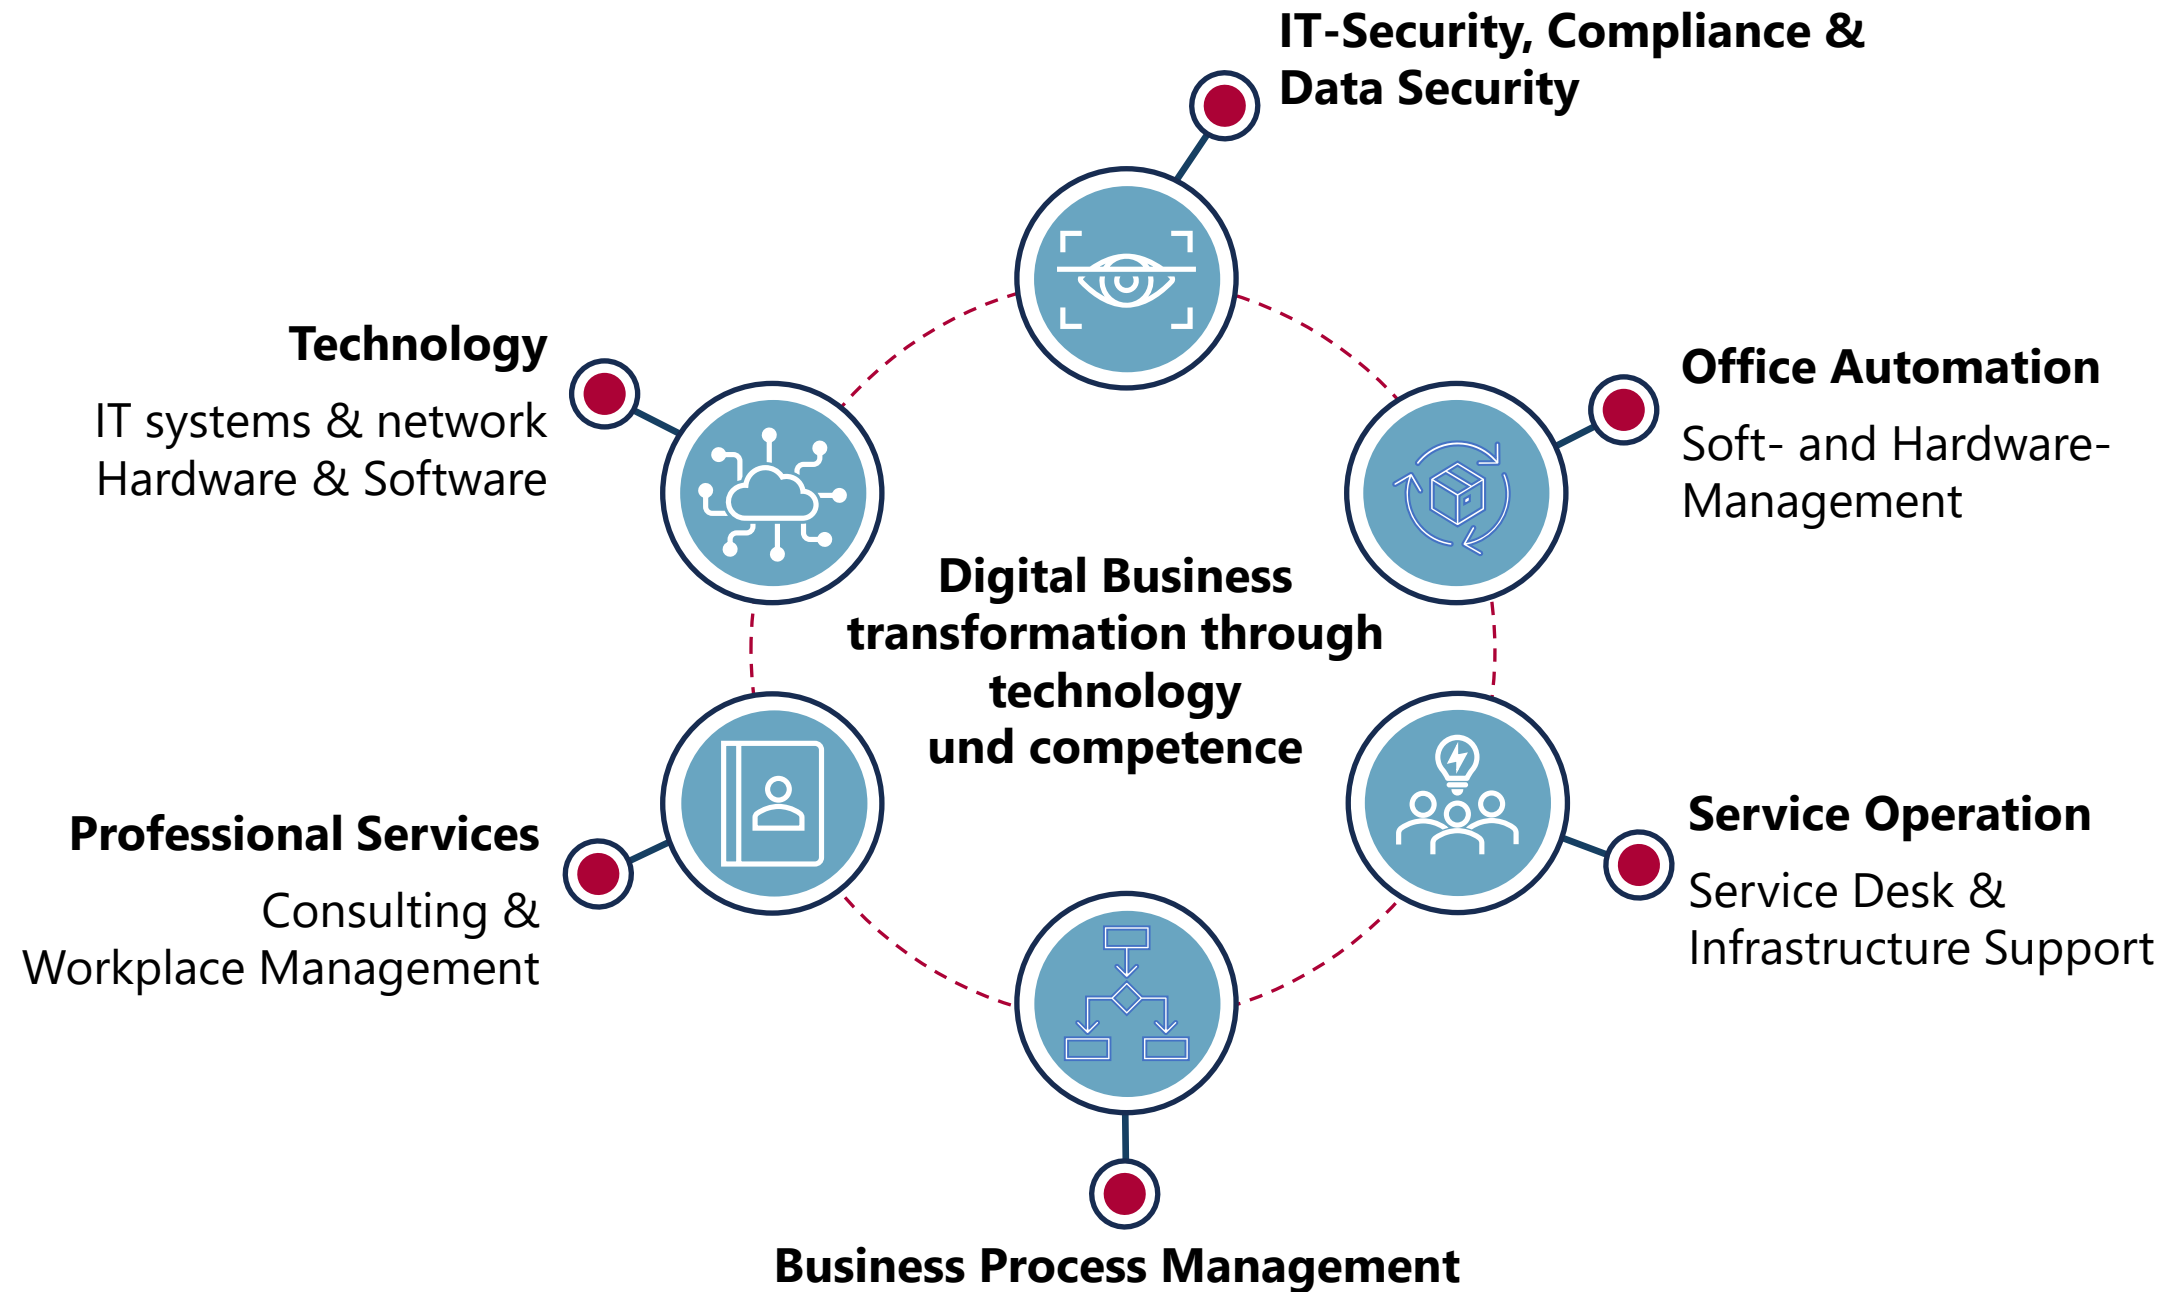 IT-Security, Compliance &
Data Security
Technology
IT systems & network
Hardware & Software
Office Automation
Soft- and Hardware-
Management
Digital Business
transformation through
technology
und competence
Professional Services
Consulting &
Workplace Management
Service Operation
Service Desk &
Infrastructure Support
Business Process Management